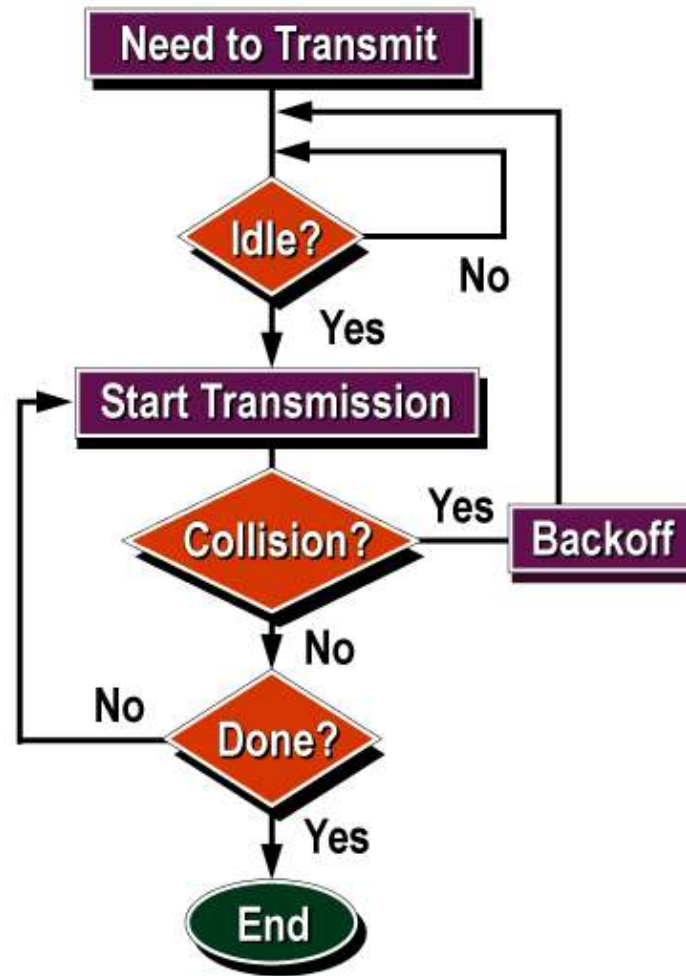 Need to Transmit
Idle?
No
Yes
Start Transmission
Yes
Collision?
Backoff
No
No
Done?
Yes
End